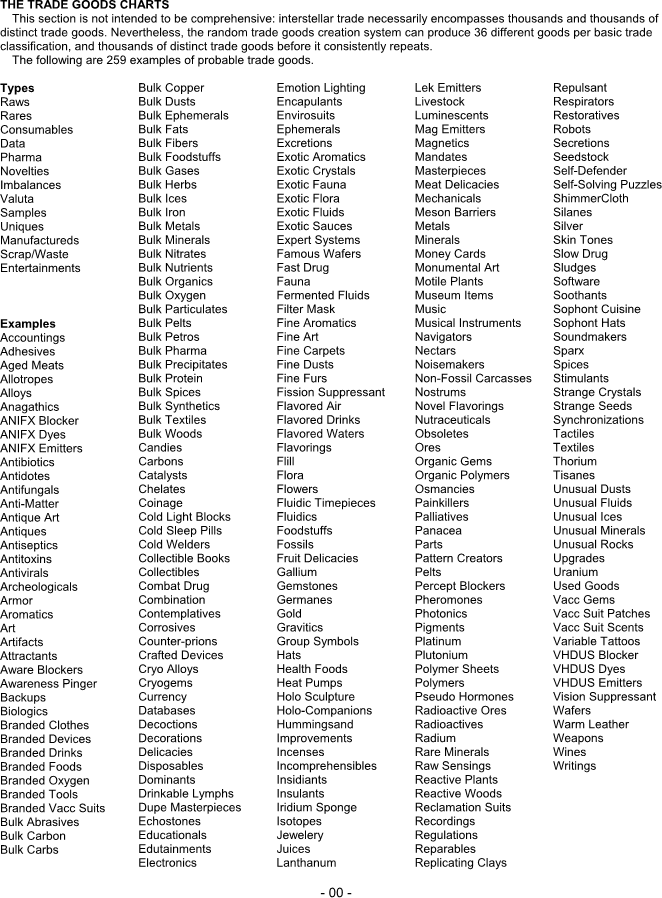 THE TRADE GOODS CHARTS
This section is not intended to be comprehensive: interstellar trade necessarily encompasses thousands and thousands of
distinct trade goods. Nevertheless, the random trade goods creation system can produce 36 different goods per basic trade
classification, and thousands of distinct trade goods before it consistently repeats.
The following are 259 examples of probable trade goods.
Types
Raws
Rares
Consumables
Data
Pharma
Novelties
Imbalances
Valuta
Samples
Uniques
Manufactureds
Scrap/Waste
Entertainments
Examples
Accountings
Adhesives
Aged Meats
Allotropes
Alloys
Anagathics
ANIFX Blocker
ANIFX Dyes
ANIFX Emitters
Antibiotics
Antidotes
Antifungals
Anti-Matter
Antique Art
Antiques
Antiseptics
Antitoxins
Antivirals
Archeologicals
Armor
Aromatics
Art
Artifacts
Attractants
Aware Blockers
Awareness Pinger
Backups
Biologics
Branded Clothes
Branded Devices
Branded Drinks
Branded Foods
Branded Oxygen
Branded Tools
Branded Vacc Suits
Bulk Abrasives
Bulk Carbon
Bulk Carbs
Bulk Copper
Bulk Dusts
Bulk Ephemerals
Bulk Fats
Bulk Fibers
Bulk Foodstuffs
Bulk Gases
Bulk Herbs
Bulk Ices
Bulk Iron
Bulk Metals
Bulk Minerals
Bulk Nitrates
Bulk Nutrients
Bulk Organics
Bulk Oxygen
Bulk Particulates
Bulk Pelts
Bulk Petros
Bulk Pharma
Bulk Precipitates
Bulk Protein
Bulk Spices
Bulk Synthetics
Bulk Textiles
Bulk Woods
Candies
Carbons
Catalysts
Chelates
Coinage
Cold Light Blocks
Cold Sleep Pills
Cold Welders
Collectible Books
Collectibles
Combat Drug
Combination
Contemplatives
Corrosives
Counter-prions
Crafted Devices
Cryo Alloys
Cryogems
Currency
Databases
Decoctions
Decorations
Delicacies
Disposables
Dominants
Drinkable Lymphs
Dupe Masterpieces
Echostones
Educationals
Edutainments
Electronics
Emotion Lighting
Encapulants
Envirosuits
Ephemerals
Excretions
Exotic Aromatics
Exotic Crystals
Exotic Fauna
Exotic Flora
Exotic Fluids
Exotic Sauces
Expert Systems
Famous Wafers
Fast Drug
Fauna
Fermented Fluids
Filter Mask
Fine Aromatics
Fine Art
Fine Carpets
Fine Dusts
Fine Furs
Fission Suppressant
Flavored Air
Flavored Drinks
Flavored Waters
Flavorings
Flill
Flora
Flowers
Fluidic Timepieces
Fluidics
Foodstuffs
Fossils
Fruit Delicacies
Gallium
Gemstones
Germanes
Gold
Gravitics
Group Symbols
Hats
Health Foods
Heat Pumps
Holo Sculpture
Holo-Companions
Hummingsand
Improvements
Incenses
Incomprehensibles
Insidiants
Insulants
Iridium Sponge
Isotopes
Jewelery
Juices
Lanthanum
Lek Emitters
Livestock
Luminescents
Mag Emitters
Magnetics
Mandates
Masterpieces
Meat Delicacies
Mechanicals
Meson Barriers
Metals
Minerals
Money Cards
Monumental Art
Motile Plants
Museum Items
Music
Musical Instruments
Navigators
Nectars
Noisemakers
Non-Fossil Carcasses
Nostrums
Novel Flavorings
Nutraceuticals
Obsoletes
Ores
Organic Gems
Organic Polymers
Osmancies
Painkillers
Palliatives
Panacea
Parts
Pattern Creators
Pelts
Percept Blockers
Pheromones
Photonics
Pigments
Platinum
Plutonium
Polymer Sheets
Polymers
Pseudo Hormones
Radioactive Ores
Radioactives
Radium
Rare Minerals
Raw Sensings
Reactive Plants
Reactive Woods
Reclamation Suits
Recordings
Regulations
Reparables
Replicating Clays
Repulsant
Respirators
Restoratives
Robots
Secretions
Seedstock
Self-Defender
Self-Solving Puzzles
ShimmerCloth
Silanes
Silver
Skin Tones
Slow Drug
Sludges
Software
Soothants
Sophont Cuisine
Sophont Hats
Soundmakers
Sparx
Spices
Stimulants
Strange Crystals
Strange Seeds
Synchronizations
Tactiles
Textiles
Thorium
Tisanes
Unusual Dusts
Unusual Fluids
Unusual Ices
Unusual Minerals
Unusual Rocks
Upgrades
Uranium
Used Goods
Vacc Gems
Vacc Suit Patches
Vacc Suit Scents
Variable Tattoos
VHDUS Blocker
VHDUS Dyes
VHDUS Emitters
Vision Suppressant
Wafers
Warm Leather
Weapons
Wines
Writings
- 00 -